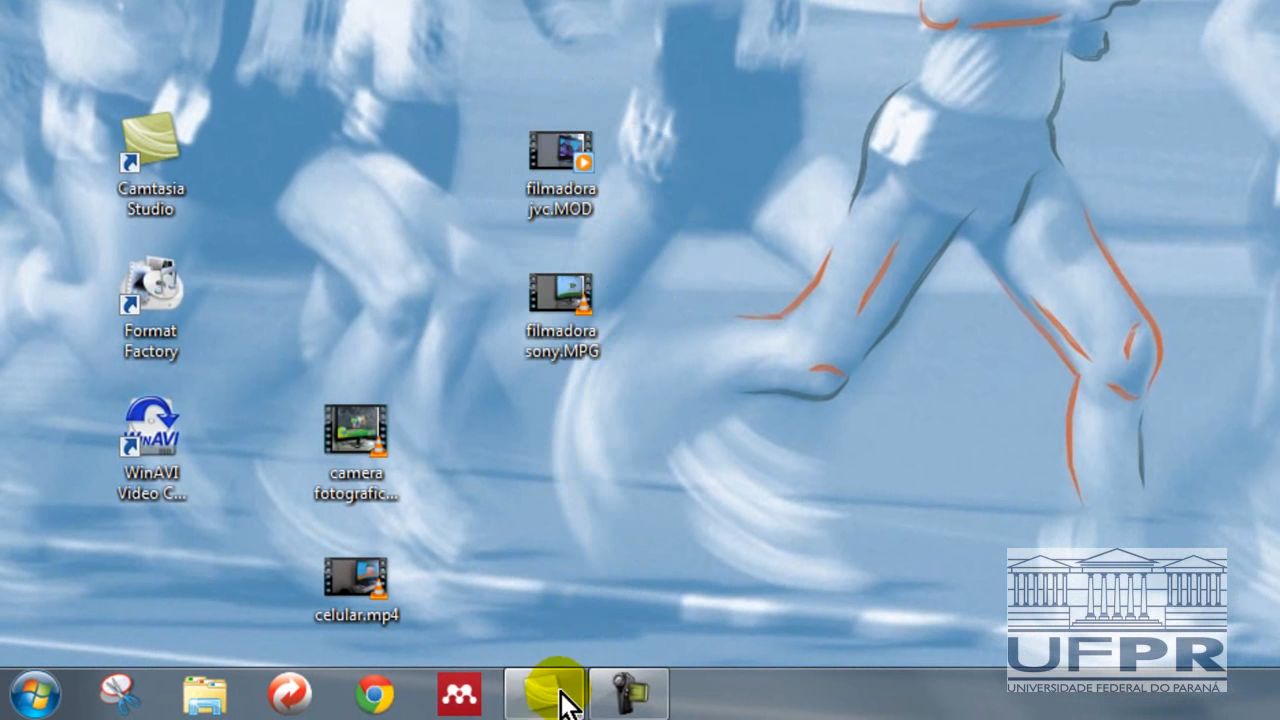 Camtasia
Studio
Format
Factory
WinAVI
WinAVI
Video C...
camera
fotografic...
celular.mp4
filmadora
jvc.MOD
filmadora
sony.MPG
UFPR
UNIVERSIDADE FEDERAL DO PARANÁ